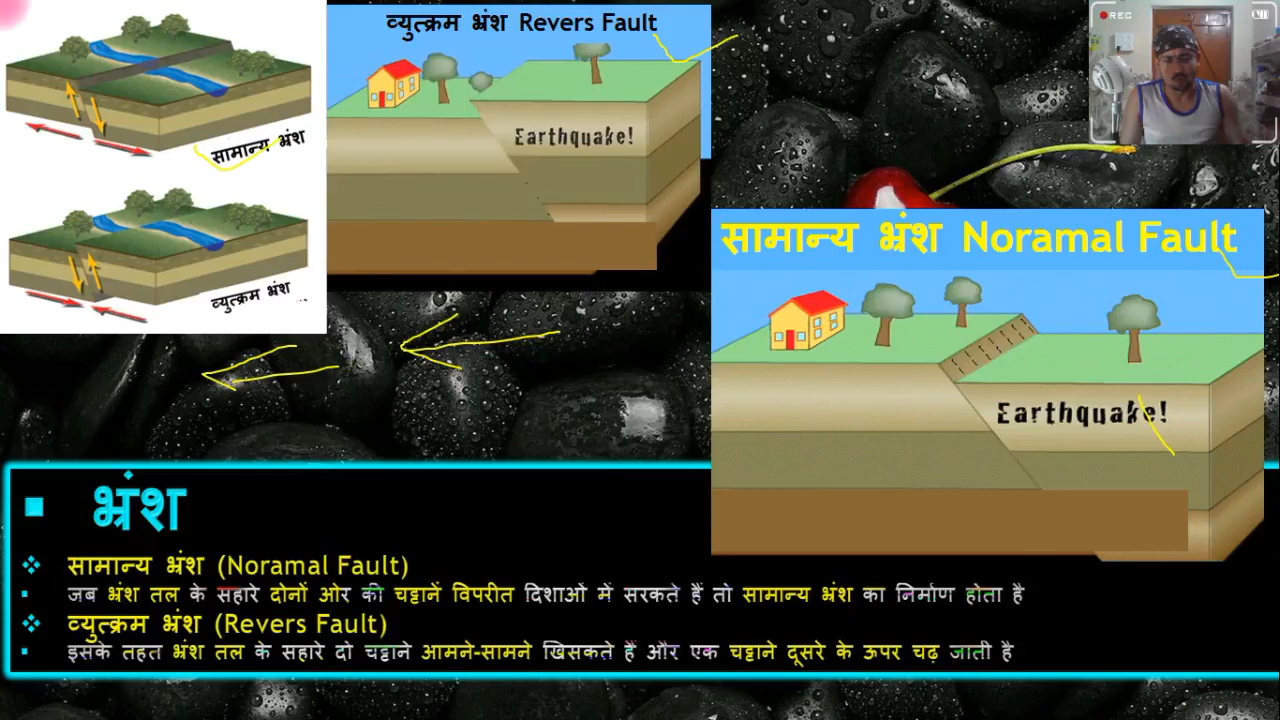 व्युत्क्रम भ्रंश Revers Fault
REC
Earthquake!
सामान्य भ्रंश
सामान्य भ्रंश Noramal Fault
व्युत्क्रम भ्रंश
Earthquake!
भ्रंश
सामान्य भ्रंश (Noramal Fault)
जब भ्रंश तल के सहारे दोनों ओर की चट्टानें विपरीत दिशाओं में सरकते हैं तो सामान्य भ्रंश का निर्माण होता है
व्युत्क्रम भ्रंश (Revers Fault)
इसके तहत भ्रंश तल के सहारे दो चट्टाने आमने-सामने खिसकते हैं और एक चट्टाने दूसरे के ऊपर चढ़ जाती है